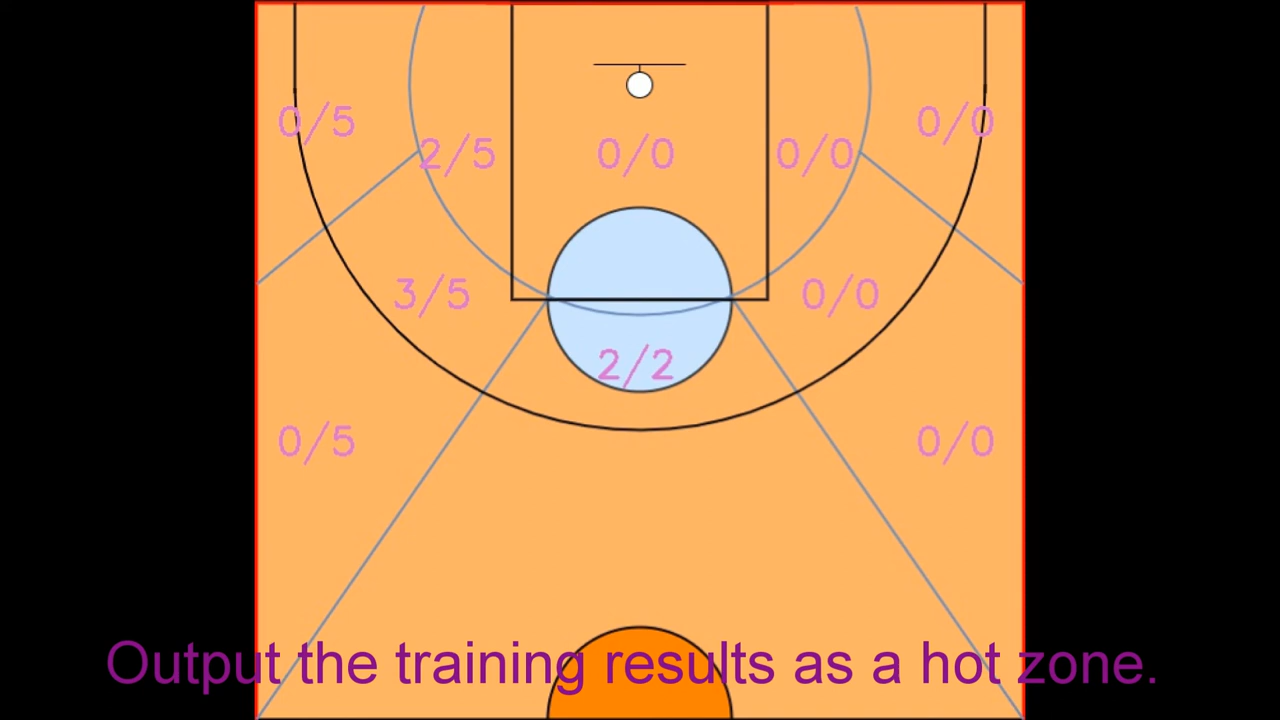 0/5 0/0
2/5 0/0 0/0
3/5 0/0
2/2
0/5 0/0
Output the training results as a hot zone.